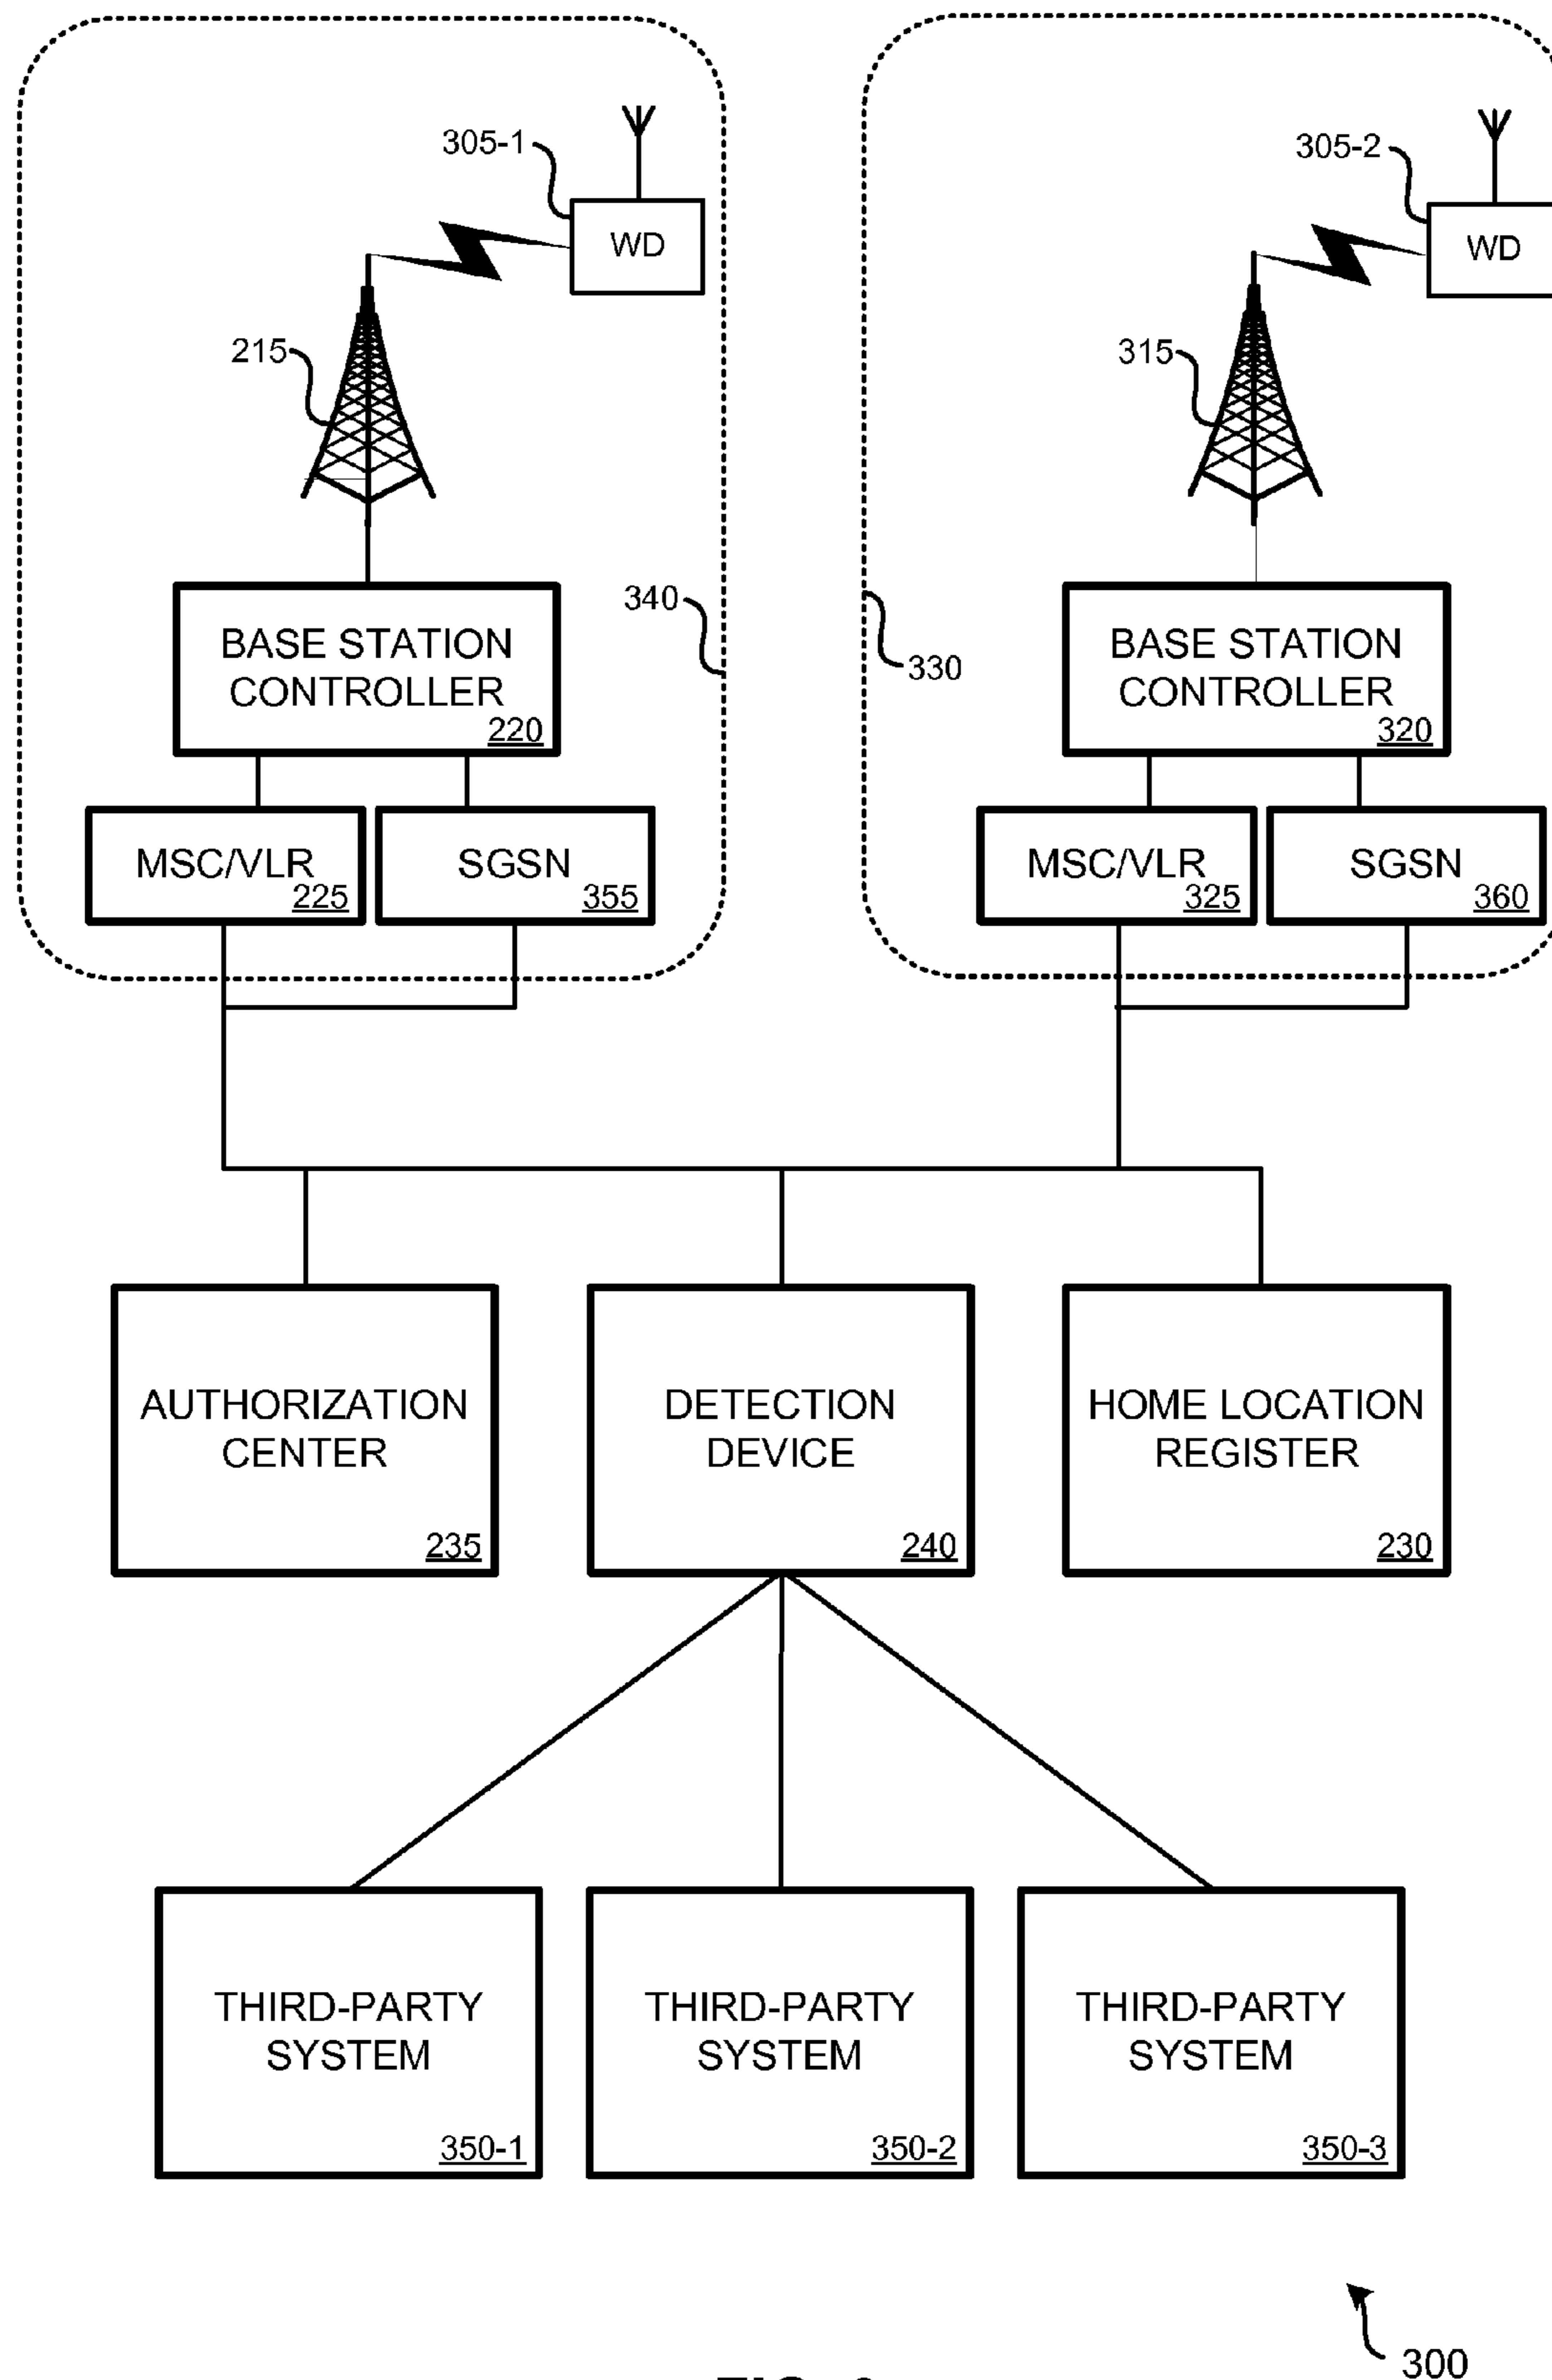 305-1
305-2
WD
WD
215
315
340
330
BASE STATION
CONTROLLER
220
BASE STATION
CONTROLLER
320
MSC/VLR
225
SGSN
355
MSC/VLR
325
SGSN
360
AUTHORIZATION
CENTER
235
DETECTION
DEVICE
240
HOME LOCATION
REGISTER
230
THIRD-PARTY
SYSTEM
350-1
THIRD-PARTY
SYSTEM
350-2
THIRD-PARTY
SYSTEM
350-3
300